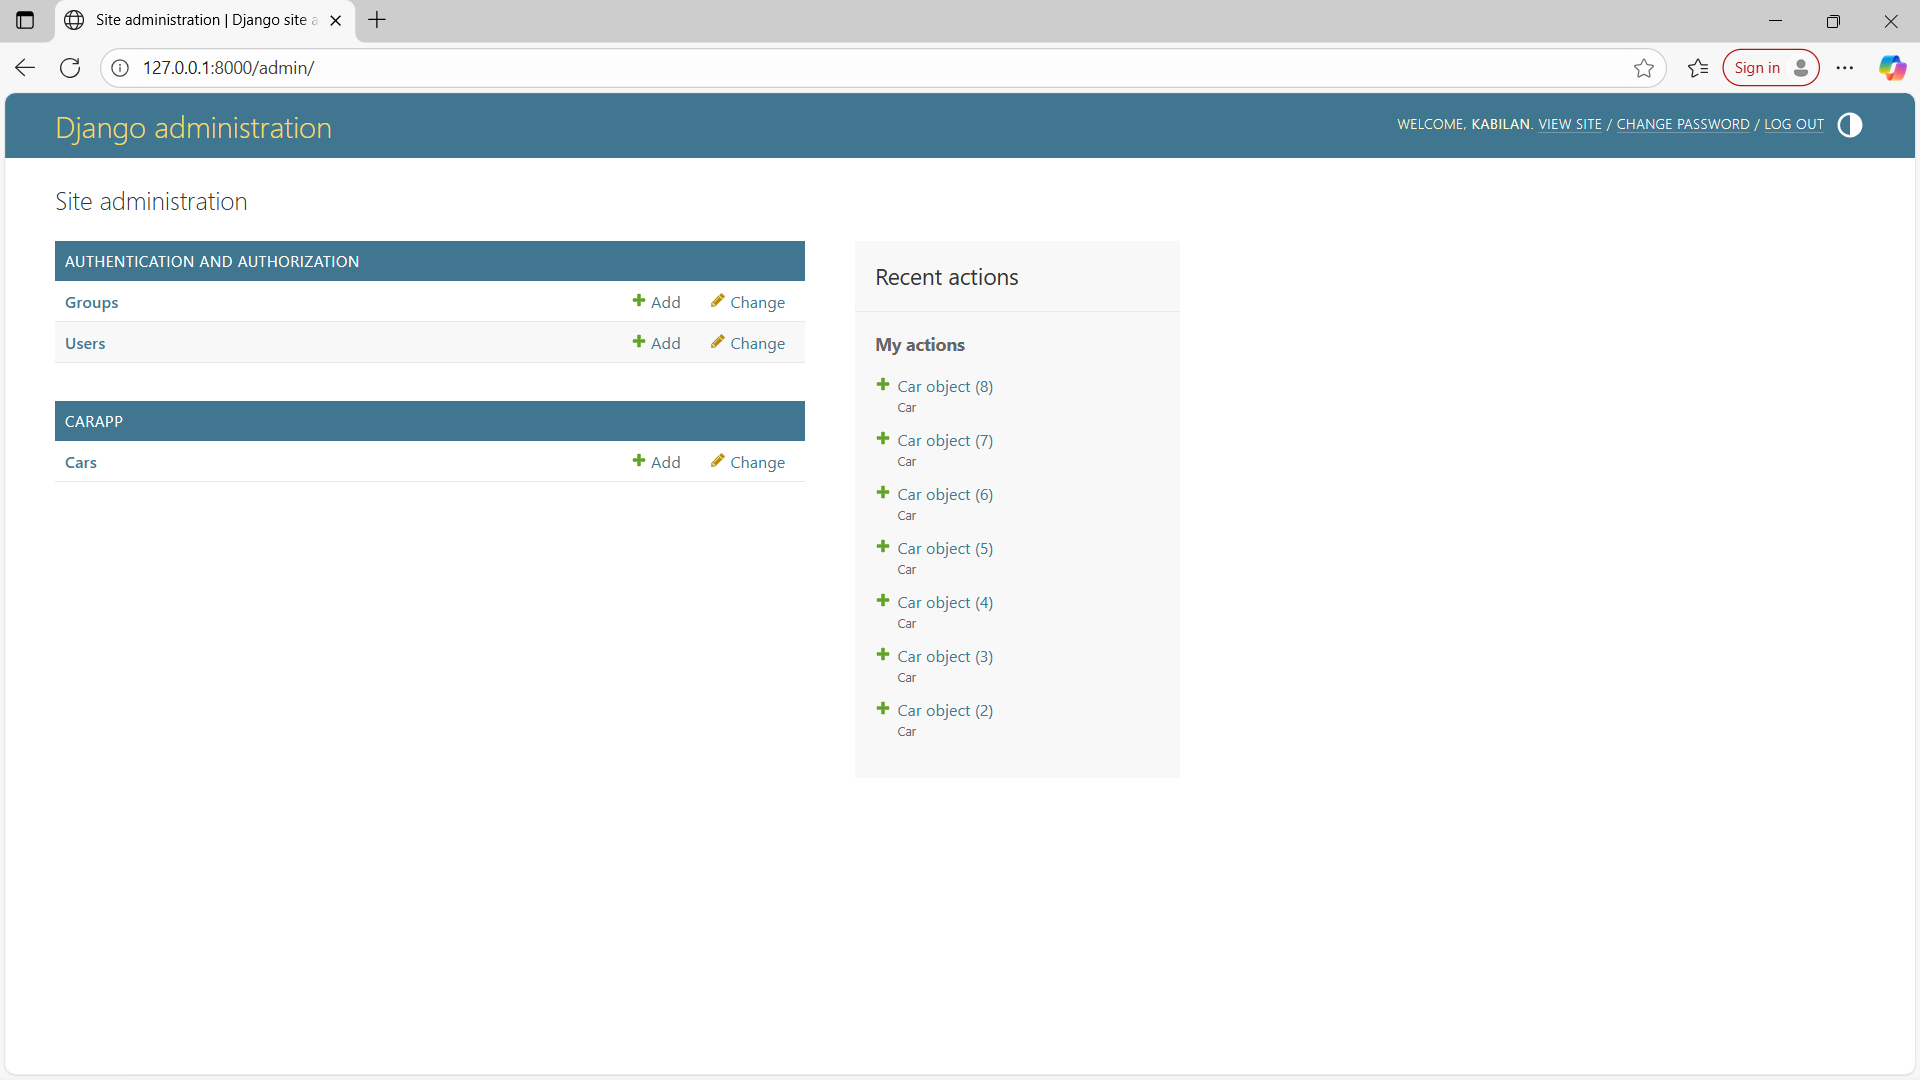 Site administration | Django site a
127.0.0.1:8000/admin/
Sign in
Django administration
WELCOME, KABILAN. VIEW SITE / CHANGE PASSWORD / LOG OUT
Site administration
AUTHENTICATION AND AUTHORIZATION
Groups Add Change
Users Add Change
CARAPP
Cars Add Change
Recent actions
My actions
Car object (8)
Car
Car object (7)
Car
Car object (6)
Car
Car object (5)
Car
Car object (4)
Car
Car object (3)
Car
Car object (2)
Car